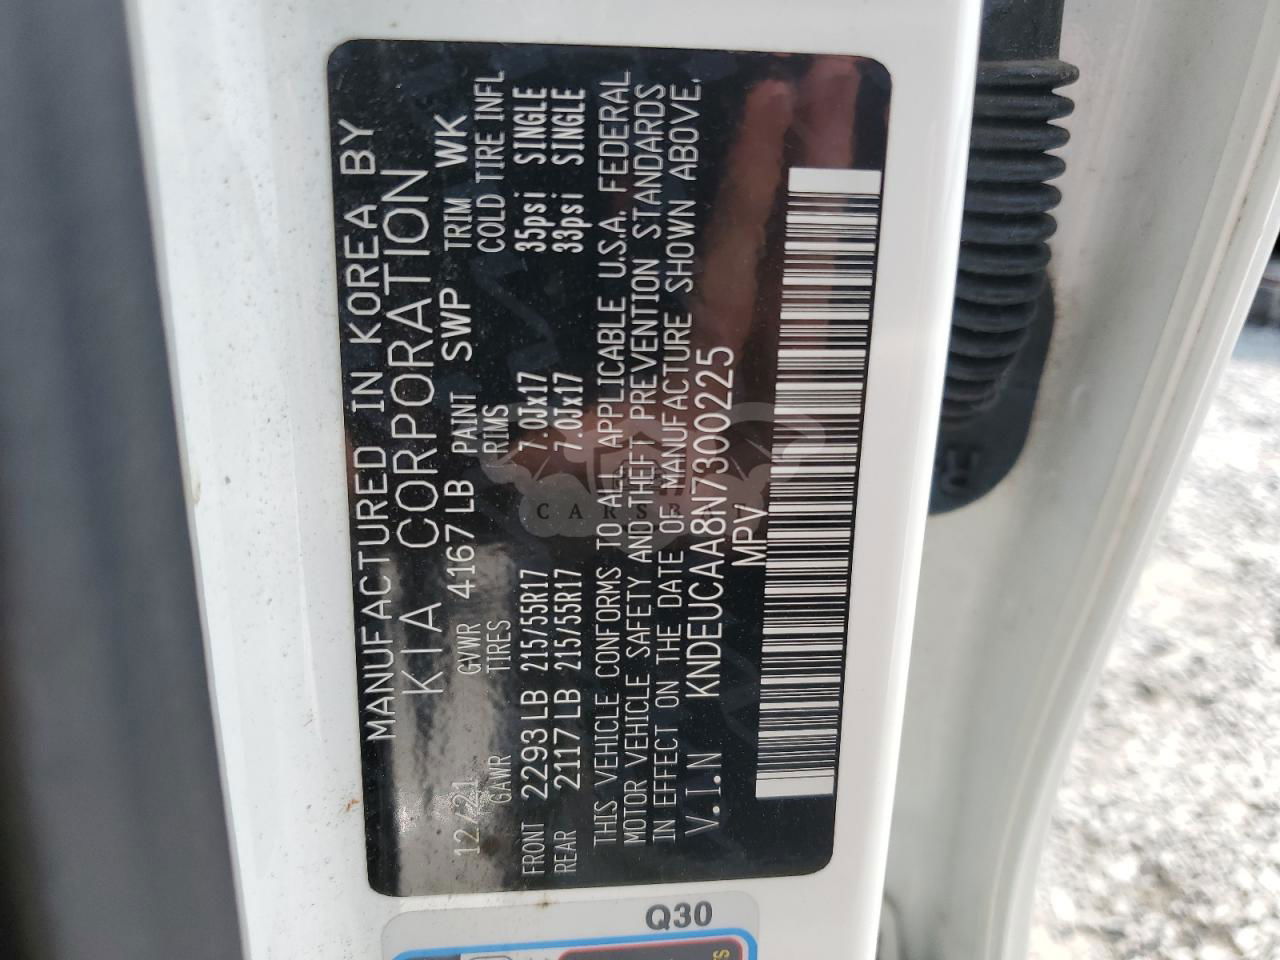 MANUFACTURED IN KOREA BY
KIA CORPORATION
12/21 GVWR 4167 LB PAINT SWP TRIM WK
GAWR TIRES RIMS COLD TIRE INFL
FRONT 2293 LB 215/55R17 7.0Jx17 35psi SINGLE
REAR 2117 LB 215/55R17 7.0Jx17 33psi SINGLE
THIS VEHICLE CONFORMS TO ALL APPLICABLE U.S.A. FEDERAL
MOTOR VEHICLE SAFETY AND THEFT PREVENTION STANDARDS
IN EFFECT ON THE DATE OF MANUFACTURE SHOWN ABOVE.
V.I.N KNDEUCAA8N7300225
MPV
Q30